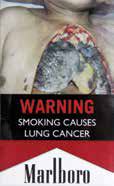 WARNING
SMOKING CAUSES
LUNG CANCER
Marlboro